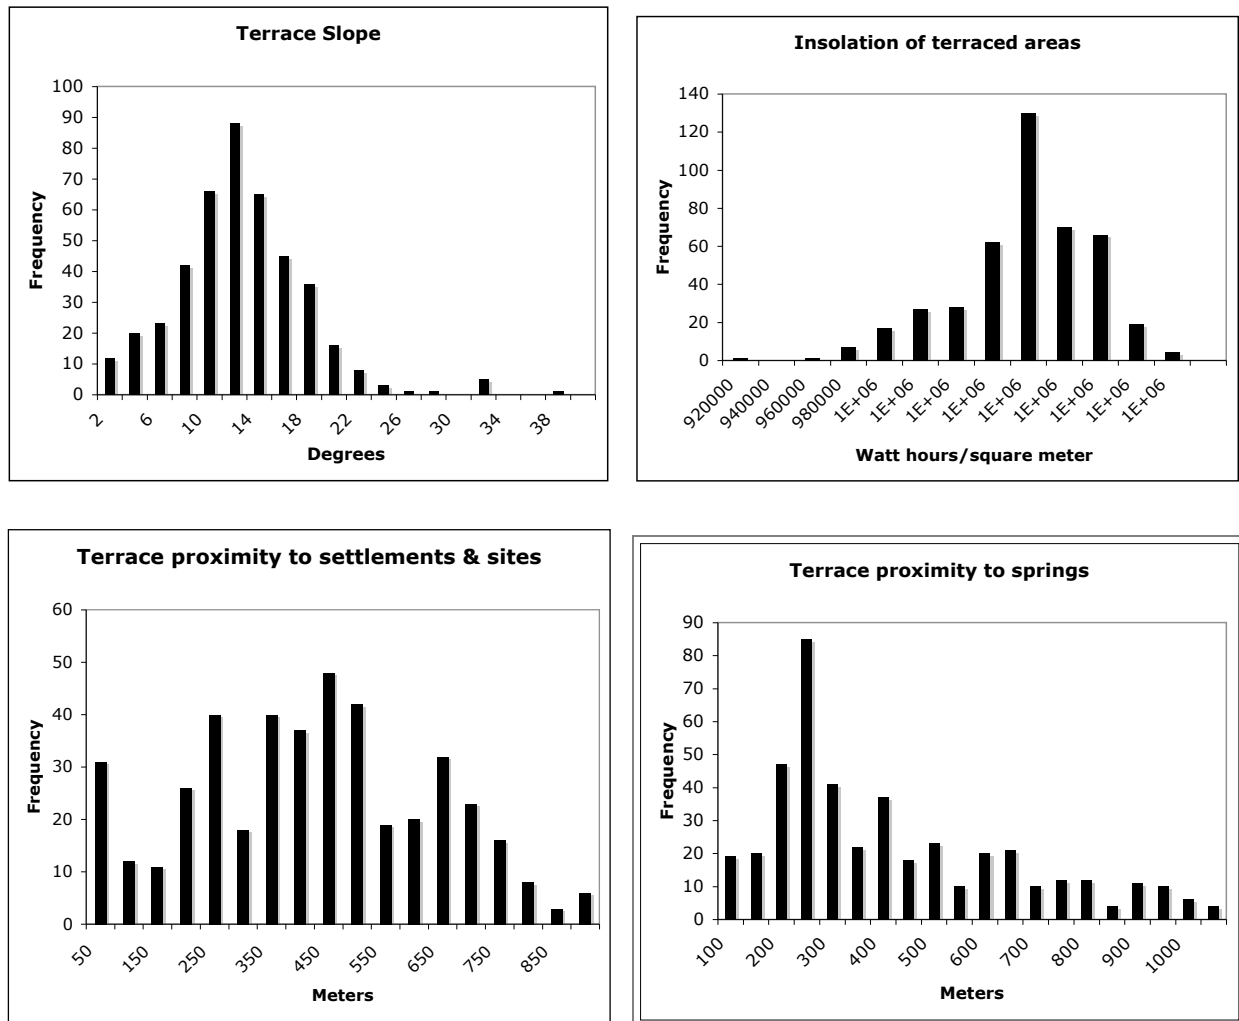 Terrace Slope
100
90
80
70
60
50
40
30
20
10
0
Frequency
2 6 10 14 18 22 26 30 34 38
Degrees
Insolation of terraced areas
140
120
100
80
60
40
20
0
Frequency
920000 940000 960000 980000 1E+06 1E+06 1E+06 1E+06 1E+06 1E+06 1E+06 1E+06 1E+06
Watt hours/square meter
Terrace proximity to settlements & sites
60
50
40
30
20
10
0
Frequency
50 150 250 350 450 550 650 750 850
Meters
Terrace proximity to springs
90
80
70
60
50
40
30
20
10
0
Frequency
100 200 300 400 500 600 700 800 900 1000
Meters